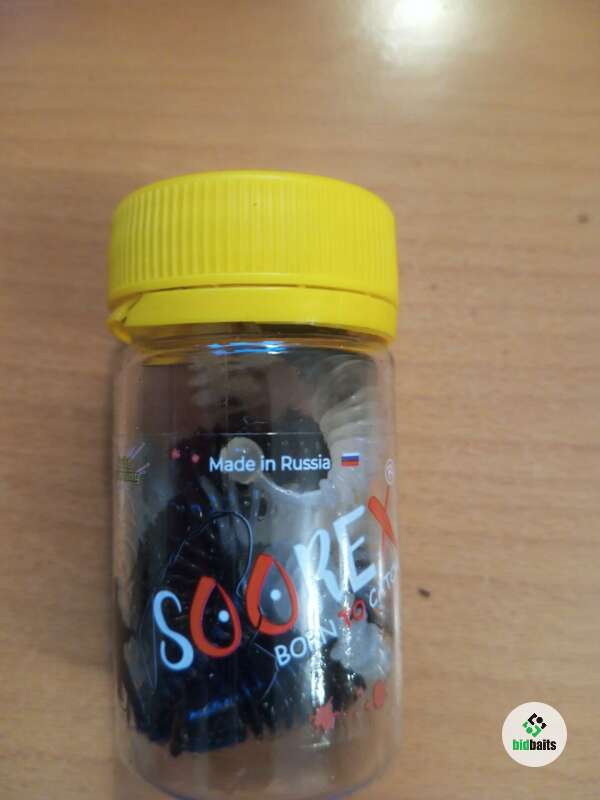 Made in Russia
SOOREX®
BORN TO
bidbaits